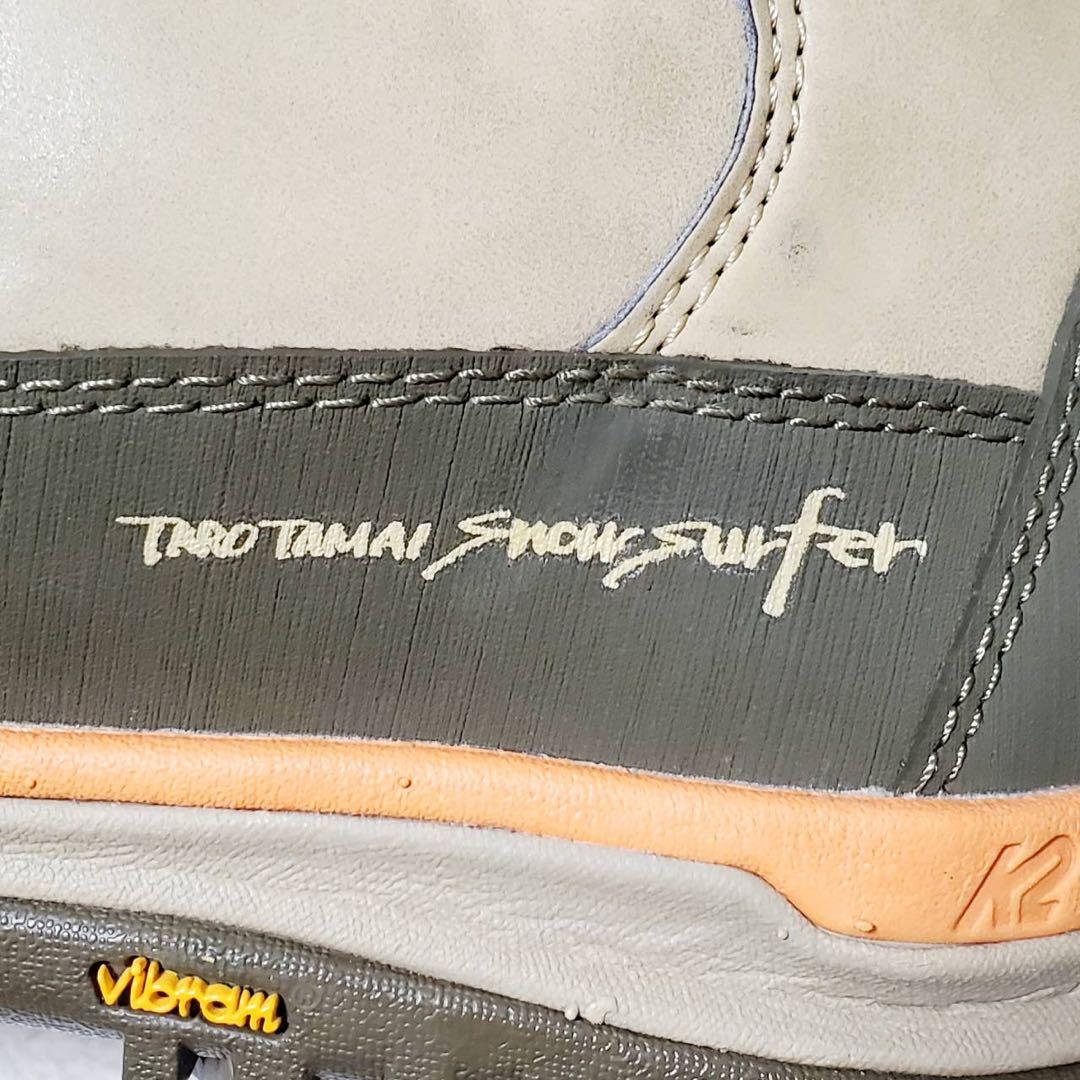 TARO TAMAI Snowsurfer
K2
vibram